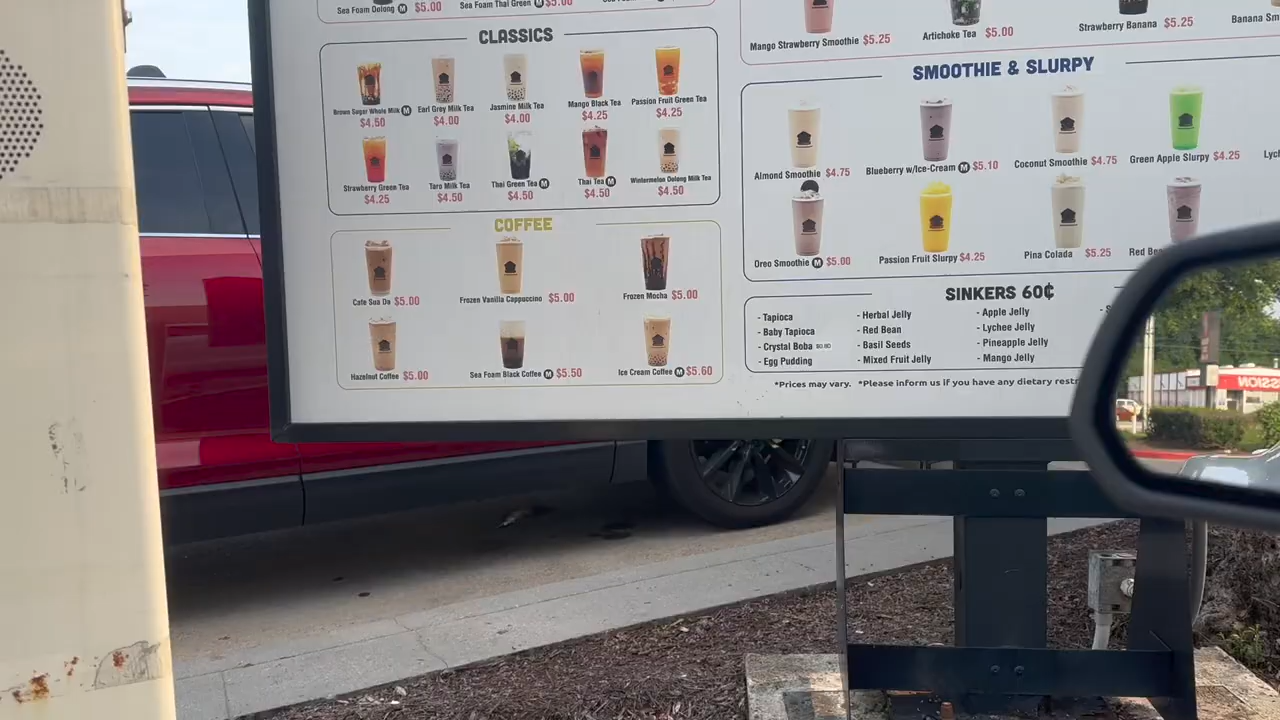 Sea Foam Oolong M $5.00
Sea Foam Thai Green M $5.00
CLASSICS
Brown Sugar Whole Milk M $4.50
Earl Grey Milk Tea $4.00
Jasmine Milk Tea $4.00
Mango Black Tea $4.25
Passion Fruit Green Tea $4.25
Strawberry Green Tea $4.25
Taro Milk Tea $4.50
Thai Green Tea M $4.50
Thai Tea M $4.50
Wintermelon Oolong Milk Tea $4.50
COFFEE
Cafe Sua Da $5.00
Frozen Vanilla Cappuccino $5.00
Frozen Mocha $5.00
Hazelnut Coffee $5.00
Sea Foam Black Coffee M $5.50
Ice Cream Coffee M $5.60
Mango Strawberry Smoothie $5.25
Artichoke Tea $5.00
Strawberry Banana $5.25
Banana Sm
SMOOTHIE & SLURPY
Almond Smoothie $4.75
Blueberry w/Ice-Cream M $5.10
Coconut Smoothie $4.75
Green Apple Slurpy $4.25
Lych
Oreo Smoothie M $5.00
Passion Fruit Slurpy $4.25
Pina Colada $5.25
Red Be
SINKERS 60¢
- Tapioca
- Baby Tapioca
- Crystal Boba $0.80
- Egg Pudding
- Herbal Jelly
- Red Bean
- Basil Seeds
- Mixed Fruit Jelly
- Apple Jelly
- Lychee Jelly
- Pineapple Jelly
- Mango Jelly
*Prices may vary. *Please inform us if you have any dietary restr